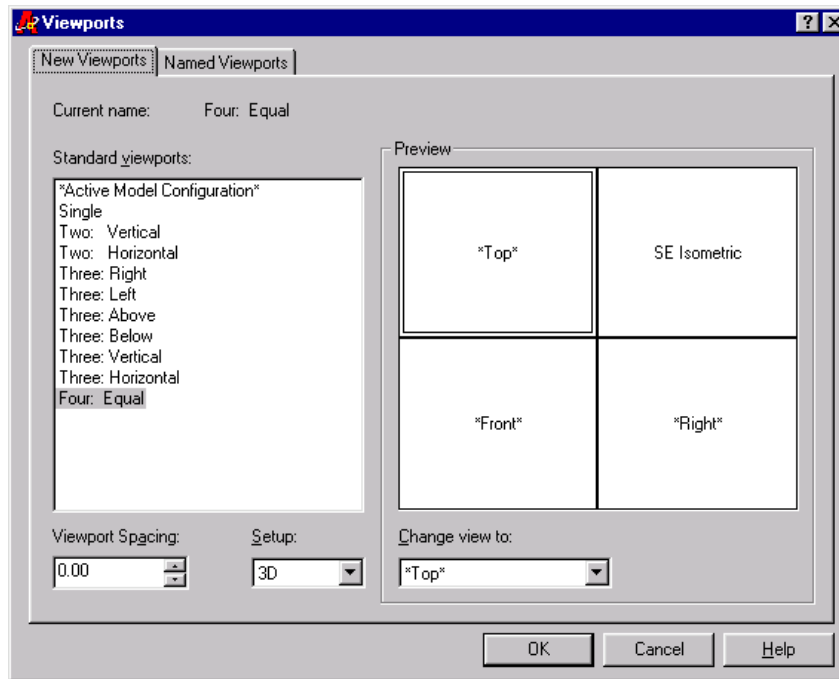 Viewports
New Viewports
Named Viewports
Current name: Four: Equal
Standard viewports:
*Active Model Configuration*
Single
Two: Vertical
Two: Horizontal
Three: Right
Three: Left
Three: Above
Three: Below
Three: Vertical
Three: Horizontal
Four: Equal
Preview
*Top*
SE Isometric
*Front*
*Right*
Viewport Spacing:
0.00
Setup:
3D
Change view to:
*Top*
OK
Cancel
Help